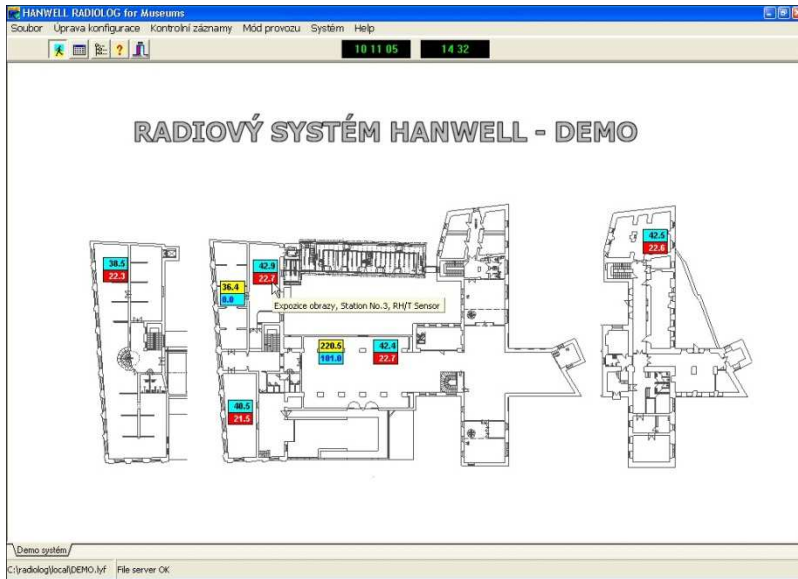 HANWELL RADIOLOG for Museums
Soubor Úprava konfigurace Kontrolní záznamy Mód provozu Systém Help
10 11 05 14 32
RADIOVÝ SYSTÉM HANWELL - DEMO
42.5
22.6
38.5
22.3
42.9
22.7
36.4
0.0
Expozice obrazy, Station No.3, RH/T Sensor
220.5
101.0
42.4
22.7
40.5
21.5
Demo systém
C:\radiolog\local\DEMO.lyf File server OK